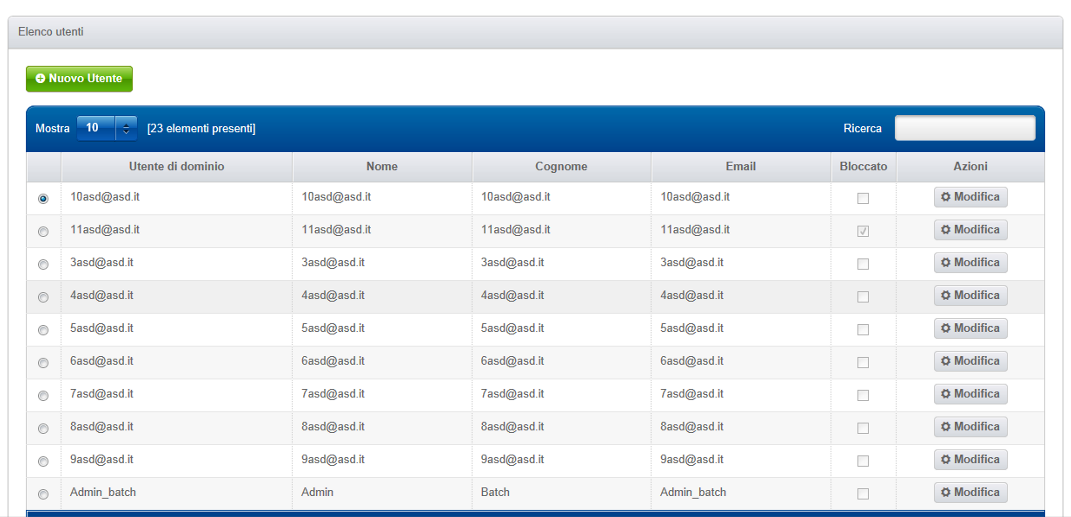 Elenco utenti
Nuovo Utente
Mostra 10 [23 elementi presenti] Ricerca
Utente di dominio Nome Cognome Email Bloccato Azioni
10asd@asd.it 10asd@asd.it 10asd@asd.it 10asd@asd.it Modifica
11asd@asd.it 11asd@asd.it 11asd@asd.it 11asd@asd.it Modifica
3asd@asd.it 3asd@asd.it 3asd@asd.it 3asd@asd.it Modifica
4asd@asd.it 4asd@asd.it 4asd@asd.it 4asd@asd.it Modifica
5asd@asd.it 5asd@asd.it 5asd@asd.it 5asd@asd.it Modifica
6asd@asd.it 6asd@asd.it 6asd@asd.it 6asd@asd.it Modifica
7asd@asd.it 7asd@asd.it 7asd@asd.it 7asd@asd.it Modifica
8asd@asd.it 8asd@asd.it 8asd@asd.it 8asd@asd.it Modifica
9asd@asd.it 9asd@asd.it 9asd@asd.it 9asd@asd.it Modifica
Admin_batch Admin Batch Admin_batch Modifica